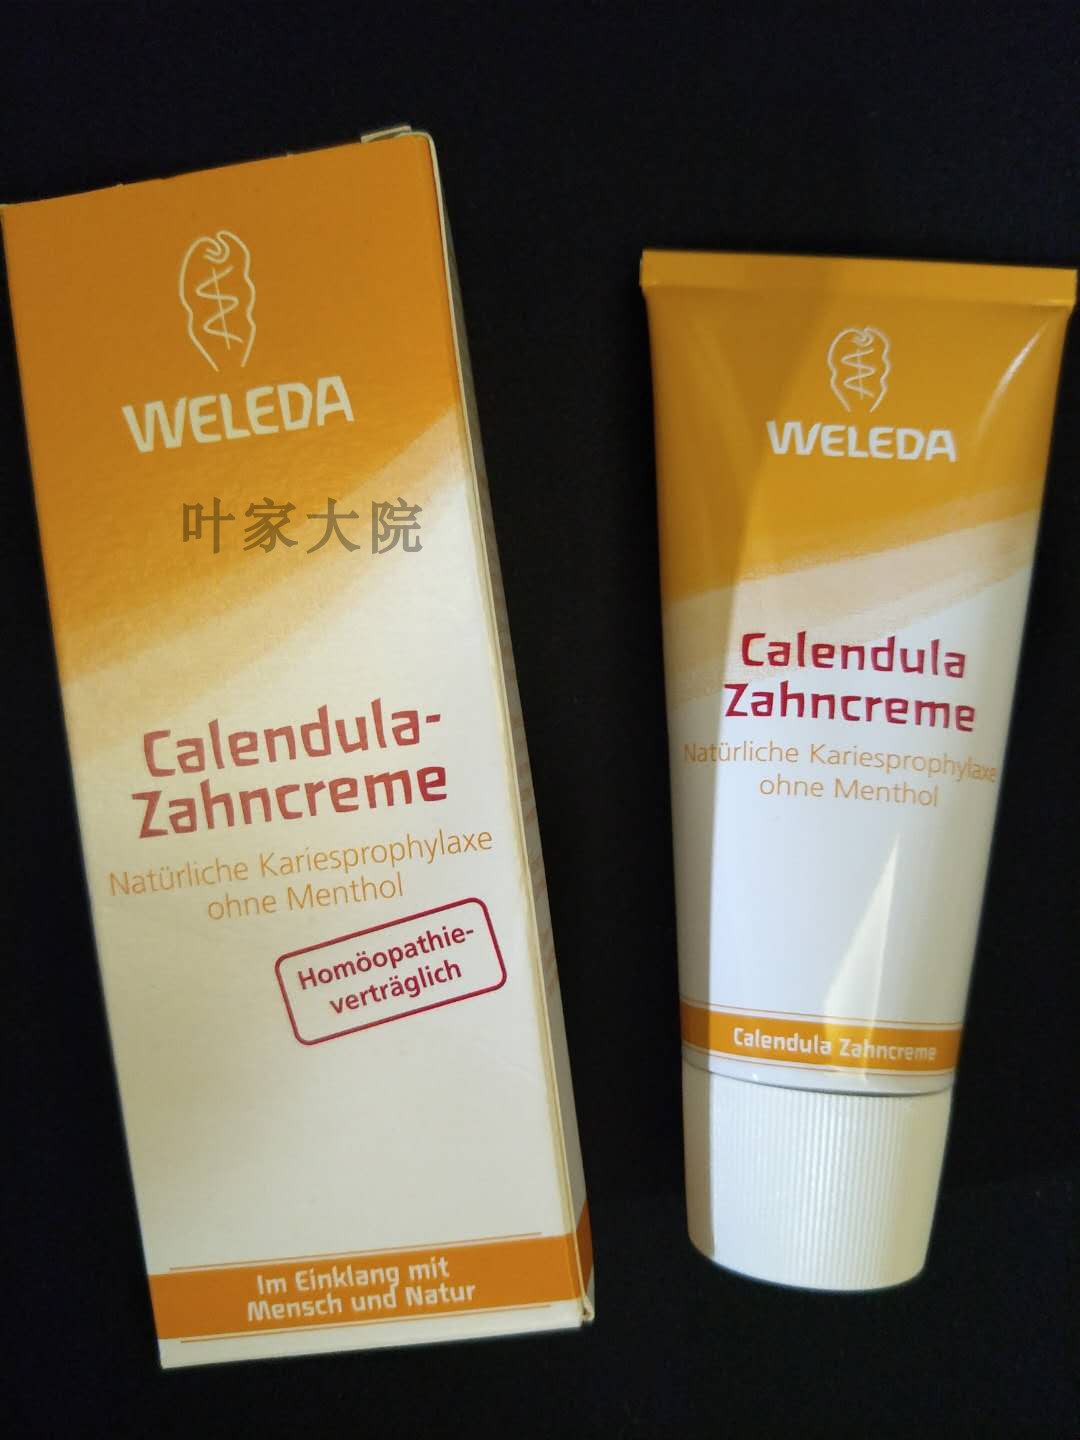 WELEDA
叶家大院
Calendula-
Zahncreme
Natürliche Kariesprophylaxe
ohne Menthol
Homöopathie-
verträglich
Im Einklang mit
Mensch und Natur
WELEDA
Calendula
Zahncreme
Natürliche Kariesprophylaxe
ohne Menthol
Calendula Zahncreme